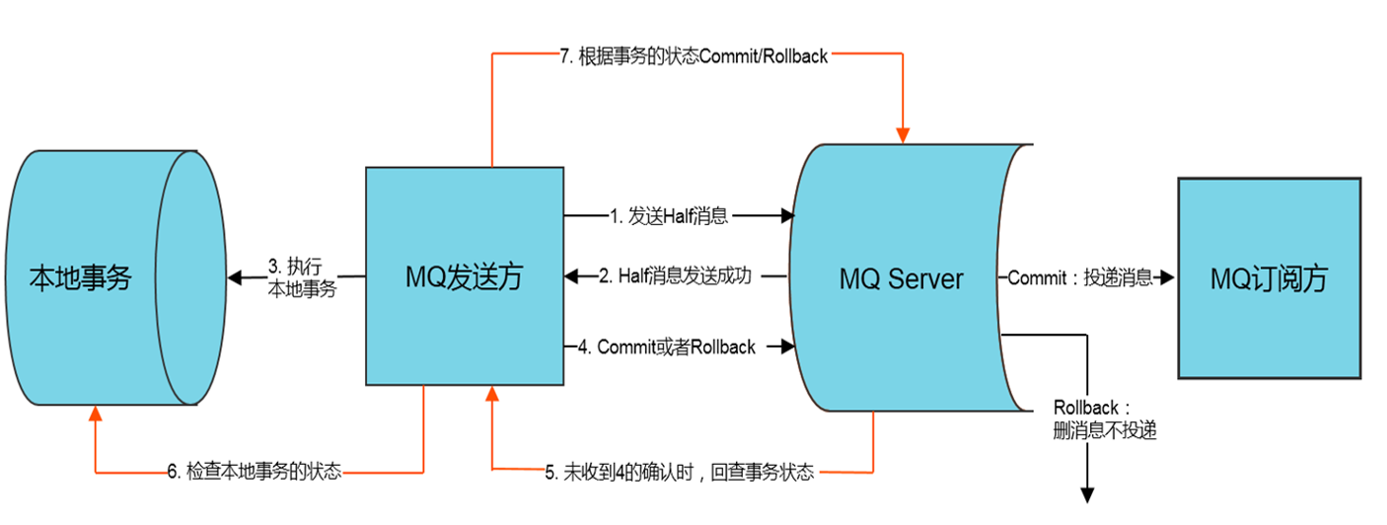 7. 根据事务的状态Commit/Rollback
1. 发送Half消息
本地事务
3. 执行
本地事务
MQ发送方
2. Half消息发送成功
MQ Server
Commit：投递消息
MQ订阅方
4. Commit或者Rollback
Rollback：
删消息不投递
6. 检查本地事务的状态
5. 未收到4的确认时，回查事务状态